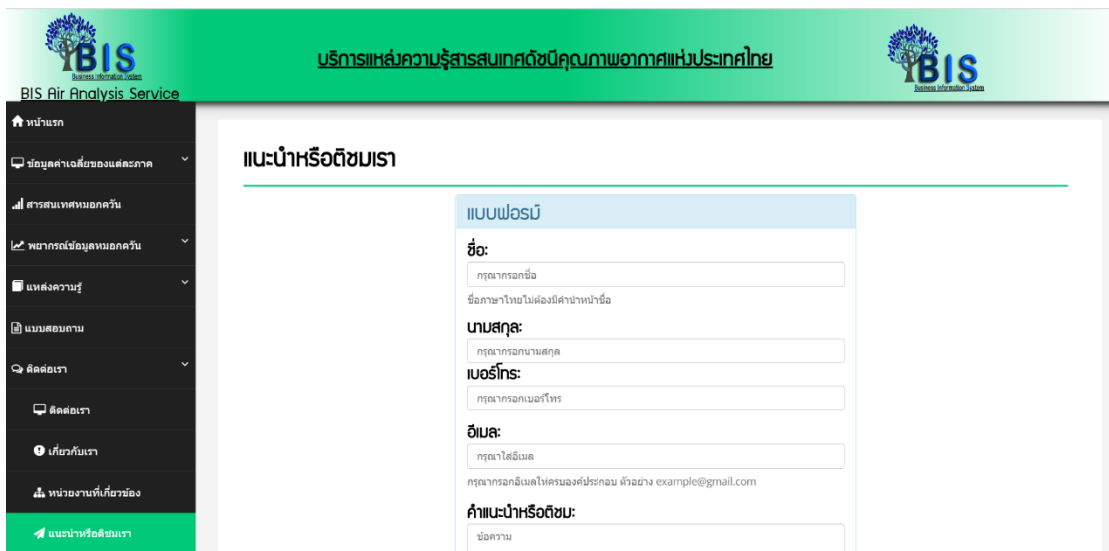 BIS
Business Information System
BIS Air Analysis Service
บริการแหล่งความรู้สารสนเทศดัชนีคุณภาพอากาศแห่งประเทศไทย
BIS
Business Information System
หน้าแรก
ข้อมูลค่าเฉลี่ยของแต่ละภาค
สารสนเทศหมอกควัน
พยากรณ์ข้อมูลหมอกควัน
แหล่งความรู้
แบบสอบถาม
ติดต่อเรา
ติดต่อเรา
เกี่ยวกับเรา
หน่วยงานที่เกี่ยวข้อง
แนะนำหรือติชมเรา
แนะนำหรือติชมเรา
แบบฟอร์ม
ชื่อ:
กรุณากรอกชื่อ
ชื่อภาษาไทยไม่ต้องมีคำนำหน้าชื่อ
นามสกุล:
กรุณากรอกนามสกุล
เบอร์โทร:
กรุณากรอกเบอร์โทร
อีเมล:
กรุณาใส่อีเมล
กรุณากรอกอีเมลให้ครบองค์ประกอบ ตัวอย่าง example@gmail.com
คำแนะนำหรือติชม:
ข้อความ